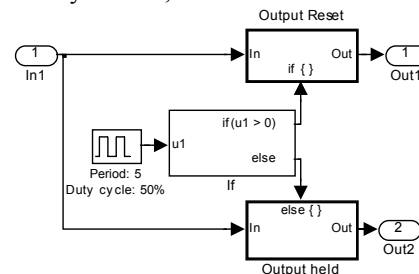 Output Reset
1
In1
In
Out
if { }
1
Out1
if(u1 > 0)
u1
else
Period: 5
Duty cycle: 50%
If
else { }
In
Out
2
Out2
Output held